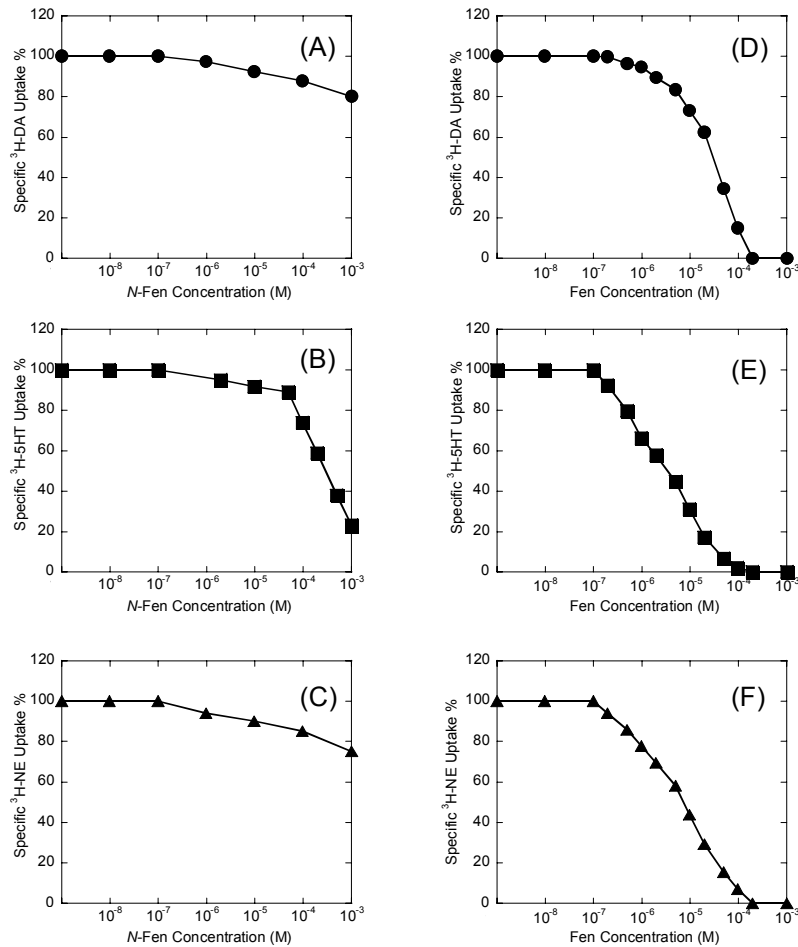 (A)
Specific ³H-DA Uptake %
120
100
80
60
40
20
0
10⁻⁸ 10⁻⁷ 10⁻⁶ 10⁻⁵ 10⁻⁴ 10⁻³
N-Fen Concentration (M)
(D)
Specific ³H-DA Uptake %
120
100
80
60
40
20
0
10⁻⁸ 10⁻⁷ 10⁻⁶ 10⁻⁵ 10⁻⁴ 10⁻³
Fen Concentration (M)
(B)
Specific ³H-5HT Uptake %
120
100
80
60
40
20
0
10⁻⁸ 10⁻⁷ 10⁻⁶ 10⁻⁵ 10⁻⁴ 10⁻³
N-Fen Concentration (M)
(E)
Specific ³H-5HT Uptake %
120
100
80
60
40
20
0
10⁻⁸ 10⁻⁷ 10⁻⁶ 10⁻⁵ 10⁻⁴ 10⁻³
Fen Concentration (M)
(C)
Specific ³H-NE Uptake %
120
100
80
60
40
20
0
10⁻⁸ 10⁻⁷ 10⁻⁶ 10⁻⁵ 10⁻⁴ 10⁻³
N-Fen Concentration (M)
(F)
Specific ³H-NE Uptake %
120
100
80
60
40
20
0
10⁻⁸ 10⁻⁷ 10⁻⁶ 10⁻⁵ 10⁻⁴ 10⁻³
Fen Concentration (M)